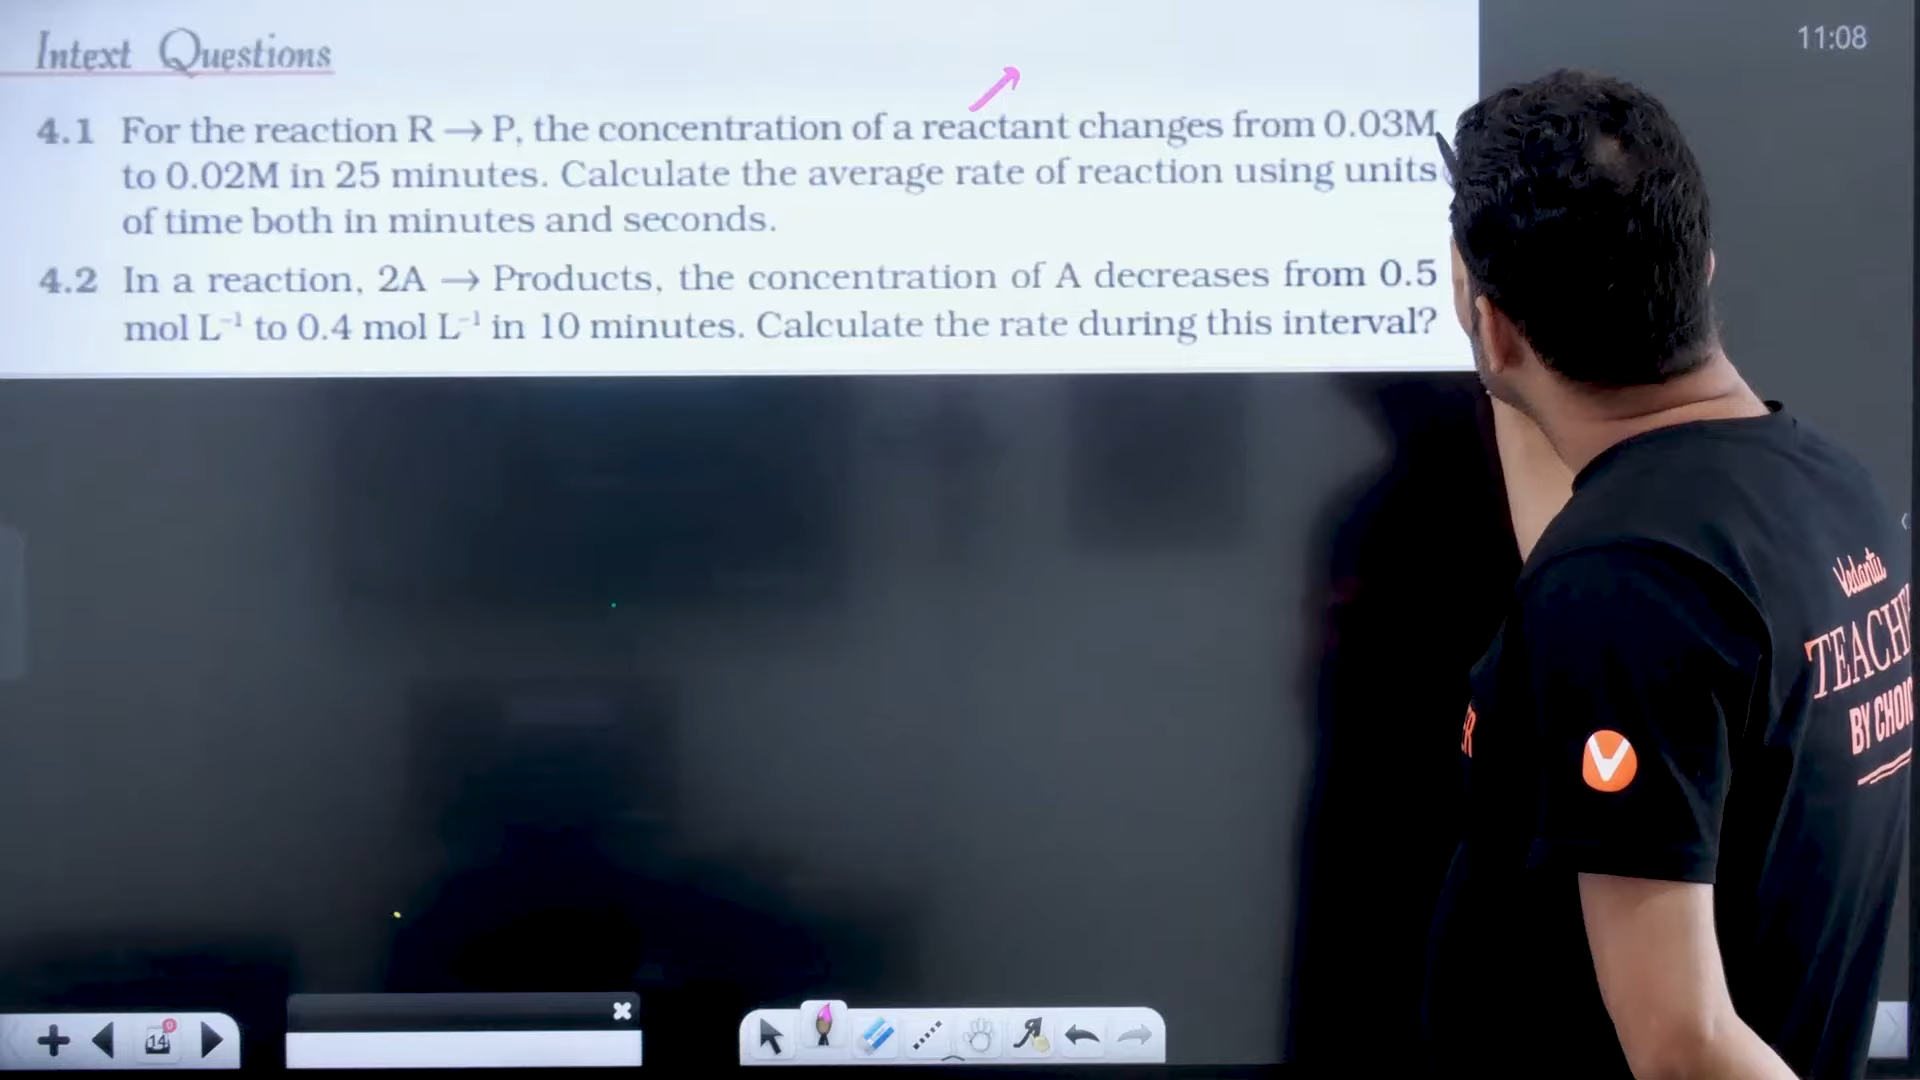 Intext Questions
11:08
4.1 For the reaction R → P, the concentration of a reactant changes from 0.03M
to 0.02M in 25 minutes. Calculate the average rate of reaction using units
of time both in minutes and seconds.
4.2 In a reaction, 2A → Products, the concentration of A decreases from 0.5
mol L⁻¹ to 0.4 mol L⁻¹ in 10 minutes. Calculate the rate during this interval?
Vedantu
BY
14